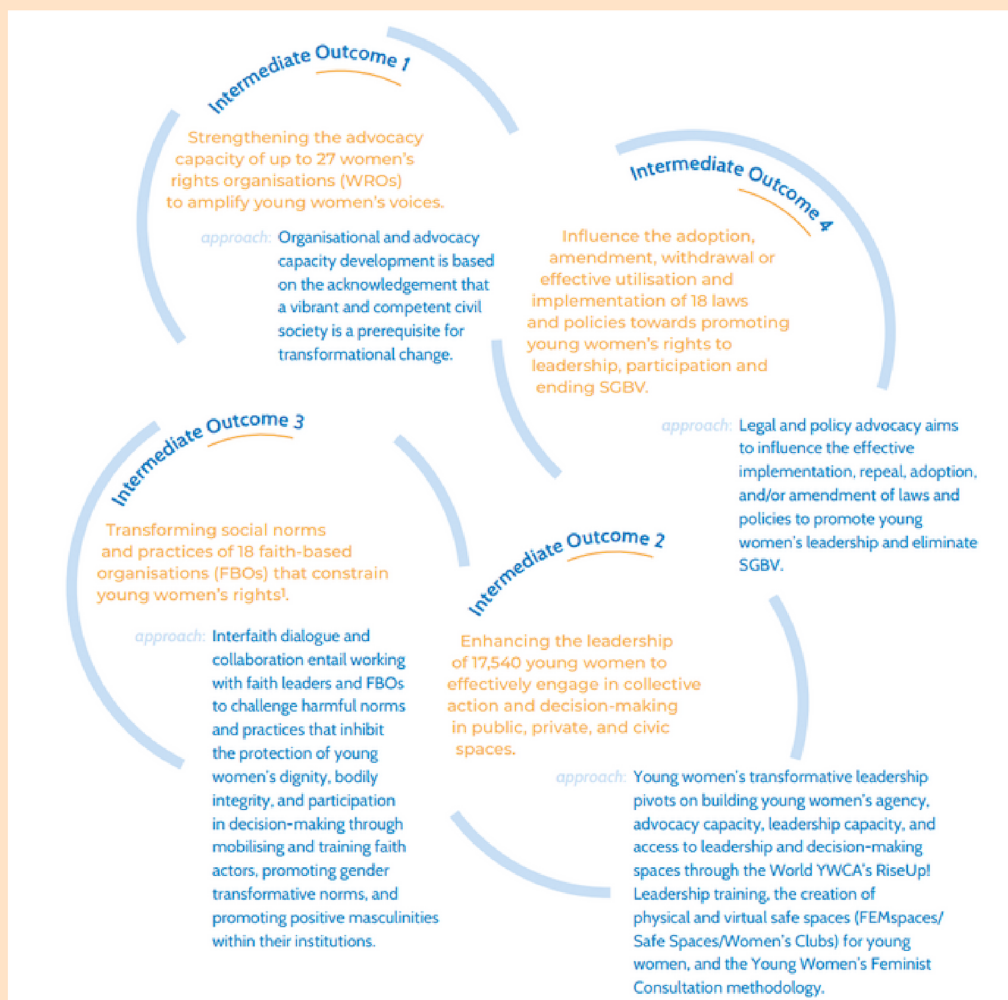 Intermediate Outcome 1
Strengthening the advocacy
capacity of up to 27 women's
rights organisations (WROs)
to amplify young women's voices.
approach: Organisational and advocacy
capacity development is based
on the acknowledgement that
a vibrant and competent civil
society is a prerequisite for
transformational change.
Intermediate Outcome 4
Influence the adoption,
amendment, withdrawal or
effective utilisation and
implementation of 18 laws
and policies towards promoting
young women's rights to
leadership, participation and
ending SGBV.
approach: Legal and policy advocacy aims
to influence the effective
implementation, repeal, adoption,
and/or amendment of laws and
policies to promote young
women's leadership and eliminate
SGBV.
Intermediate Outcome 3
Transforming social norms
and practices of 18 faith-based
organisations (FBOs) that constrain
young women's rights¹.
approach: Interfaith dialogue and
collaboration entail working
with faith leaders and FBOs
to challenge harmful norms
and practices that inhibit
the protection of young
women's dignity, bodily
integrity, and participation
in decision-making through
mobilising and training faith
actors, promoting gender
transformative norms, and
promoting positive masculinities
within their institutions.
Intermediate Outcome 2
Enhancing the leadership
of 17,540 young women to
effectively engage in collective
action and decision-making
in public, private, and civic
spaces.
approach: Young women's transformative leadership
pivots on building young women's agency,
advocacy capacity, leadership capacity, and
access to leadership and decision-making
spaces through the World YWCA's RiseUp!
Leadership training, the creation of
physical and virtual safe spaces (FEMspaces/
Safe Spaces/Women's Clubs) for young
women, and the Young Women's Feminist
Consultation methodology.